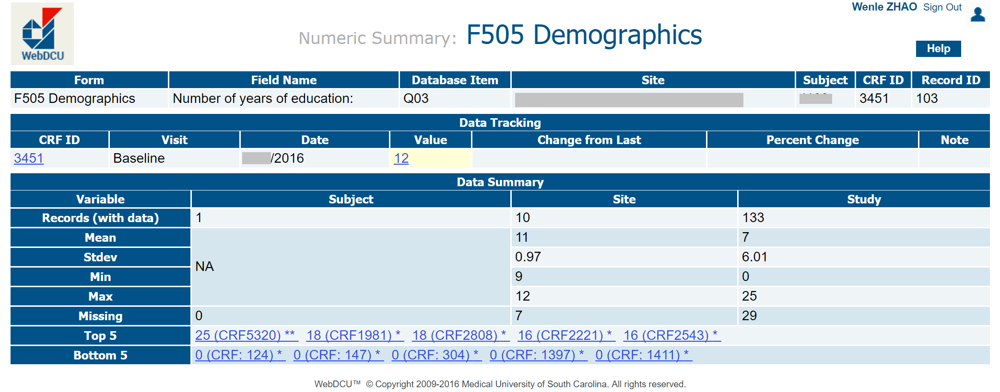 WebDCU
Wenle ZHAO Sign Out
Numeric Summary: F505 Demographics
Help
Form Field Name Database Item Site Subject CRF ID Record ID
F505 Demographics Number of years of education: Q03 3451 103
Data Tracking
CRF ID Visit Date Value Change from Last Percent Change Note
3451 Baseline /2016 12
Data Summary
Variable Subject Site Study
Records (with data) 1 10 133
Mean NA 11 7
Stdev 0.97 6.01
Min 9 0
Max 12 25
Missing 0 7 29
Top 5 25 (CRF5320) ** 18 (CRF1981) * 18 (CRF2808) * 16 (CRF2221) * 16 (CRF2543) *
Bottom 5 0 (CRF: 124) * 0 (CRF: 147) * 0 (CRF: 304) * 0 (CRF: 1397) * 0 (CRF: 1411) *
WebDCU™ © Copyright 2009-2016 Medical University of South Carolina. All rights reserved.